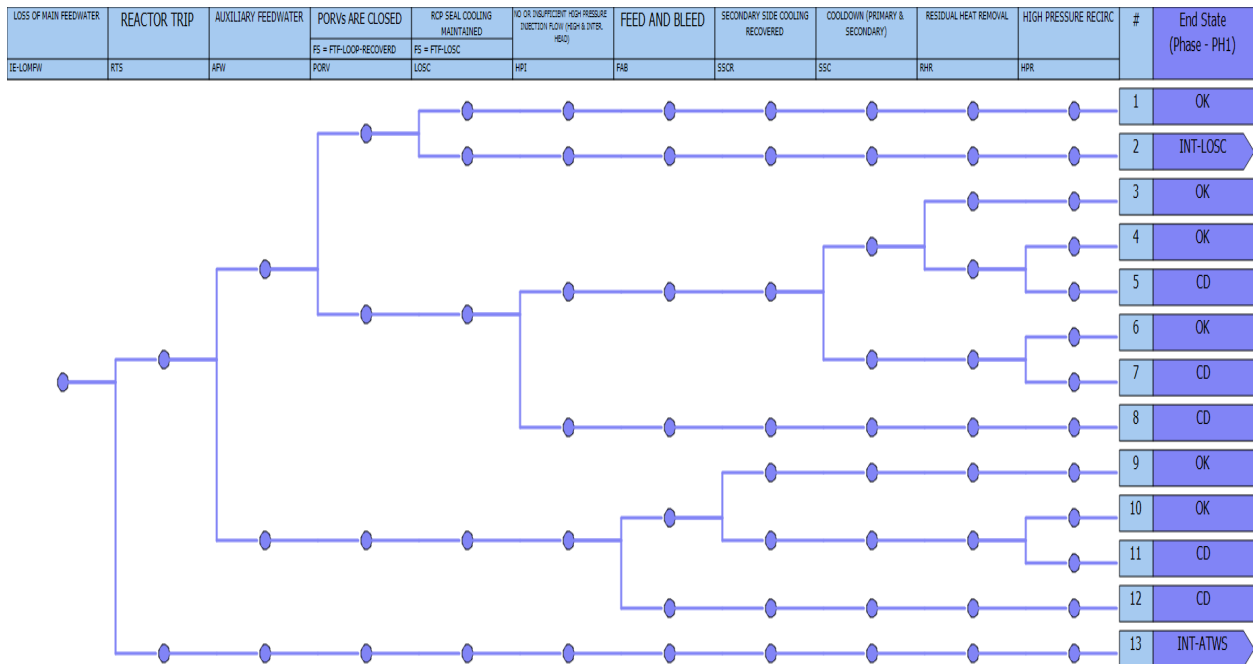 LOSS OF MAIN FEEDWATER
IE-LOMFW
REACTOR TRIP
RTS
AUXILIARY FEEDWATER
AFW
PORVs ARE CLOSED
FS = FTF-LOOP-RECOVERD
PORV
RCP SEAL COOLING
MAINTAINED
FS = FTF-LOSC
LOSC
NO OR INSUFFICIENT HIGH PRESSURE
INJECTION FLOW (HIGH & INTER.
HEAD)
HPI
FEED AND BLEED
FAB
SECONDARY SIDE COOLING
RECOVERED
SSCR
COOLDOWN (PRIMARY &
SECONDARY)
SSC
RESIDUAL HEAT REMOVAL
RHR
HIGH PRESSURE RECIRC
HPR
#
End State
(Phase - PH1)
1 OK
2 INT-LOSC
3 OK
4 OK
5 CD
6 OK
7 CD
8 CD
9 OK
10 OK
11 CD
12 CD
13 INT-ATWS